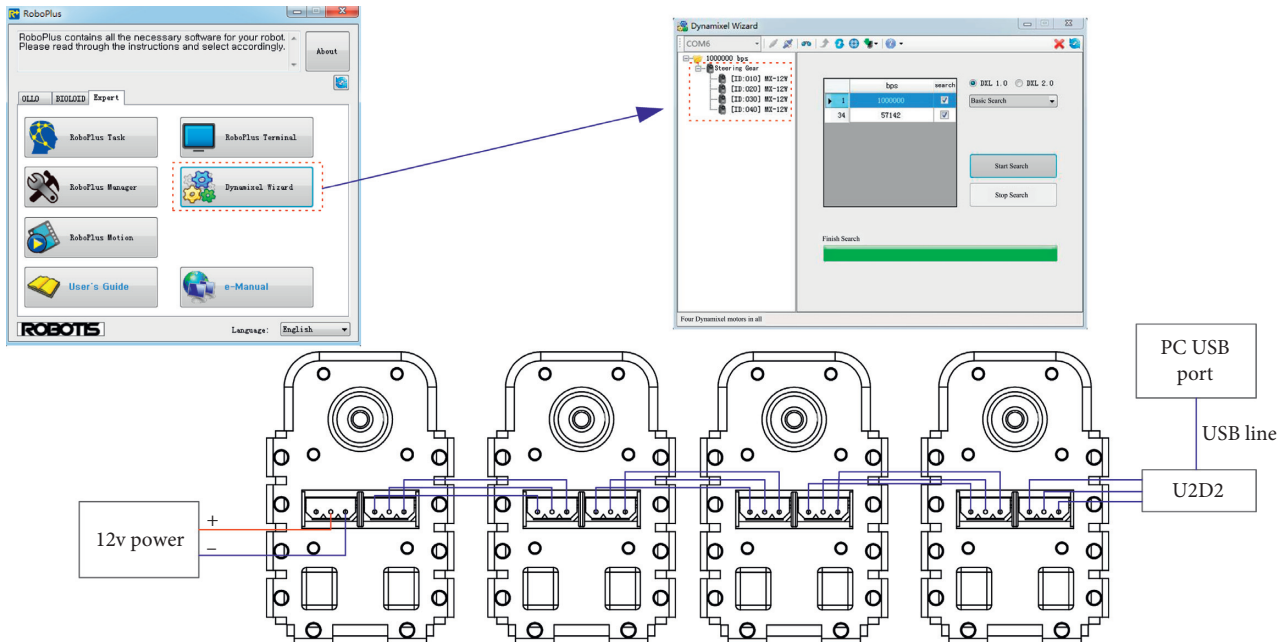 RoboPlus
RoboPlus contains all the necessary software for your robot.
Please read through the instructions and select accordingly.
About
OLLO
BIOLOID
Expert
RoboPlus Task
RoboPlus Terminal
RoboPlus Manager
Dynamixel Wizard
RoboPlus Motion
User's Guide
e-Manual
ROBOTIS
Language:
English
Dynamixel Wizard
COM6
1000000 bps
Steering Gear
[ID:010] MX-12W
[ID:020] MX-12W
[ID:030] MX-12W
[ID:040] MX-12W
bps
search
1
1000000
34
57142
DXL 1.0
DXL 2.0
Basic Search
Start Search
Stop Search
Finish Search
Four Dynamixel motors in all
PC USB
port
USB line
U2D2
12v power
+
–